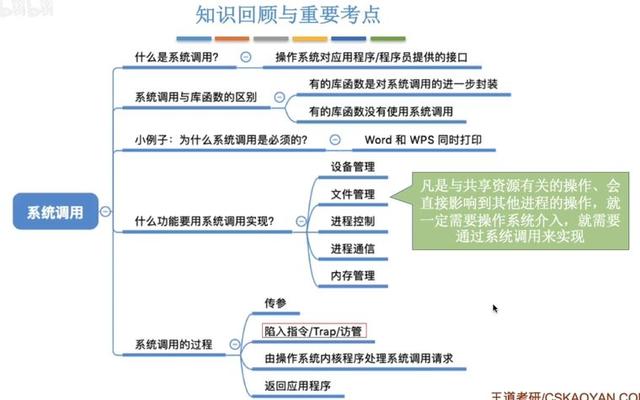 知识回顾与重要考点
什么是系统调用?
操作系统对应用程序/程序员提供的接口
系统调用与库函数的区别
有的库函数是对系统调用的进一步封装
有的库函数没有使用系统调用
小例子：为什么系统调用是必须的?
Word 和 WPS 同时打印
系统调用
什么功能要用系统调用实现?
设备管理
文件管理
进程控制
进程通信
内存管理
凡是与共享资源有关的操作、会
直接影响到其他进程的操作，就
一定需要操作系统介入，就需要
通过系统调用来实现
系统调用的过程
传参
陷入指令/Trap/访管
由操作系统内核程序处理系统调用请求
返回应用程序
王道考研/CSKAOYAN.COM